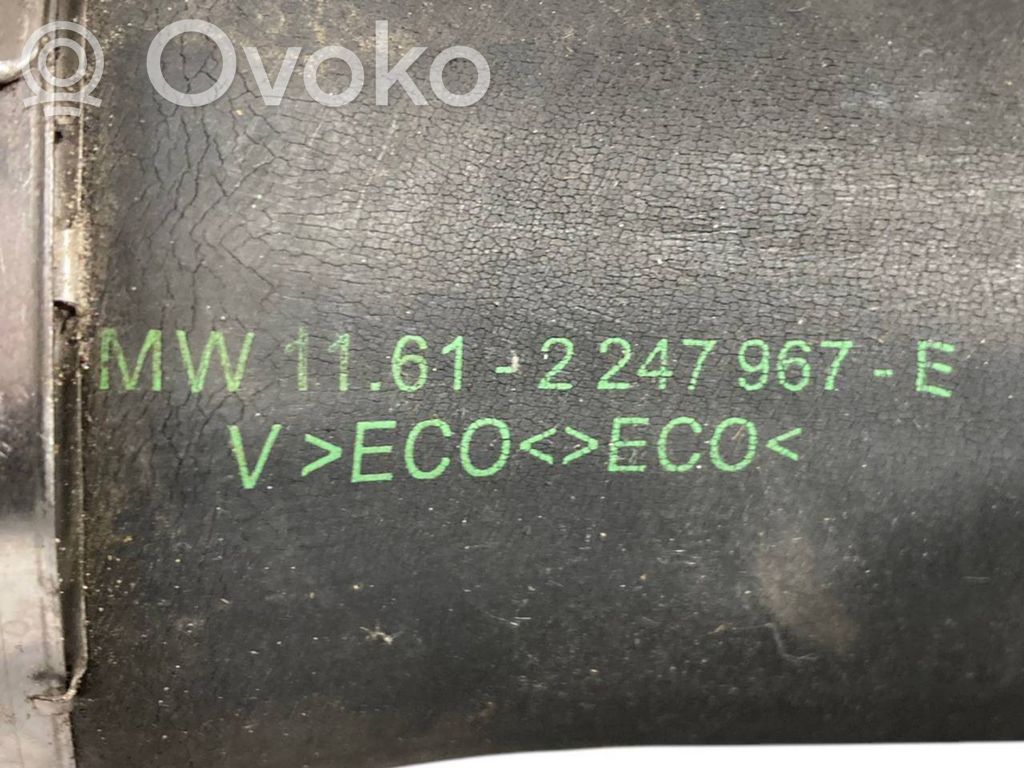 Ovoko
MW 11.61 - 2 247 967 - E
V >ECO<>ECO<